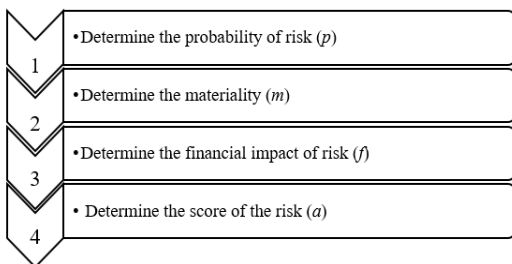 1
•Determine the probability of risk (p)
2
•Determine the materiality (m)
3
•Determine the financial impact of risk (f)
4
• Determine the score of the risk (a)